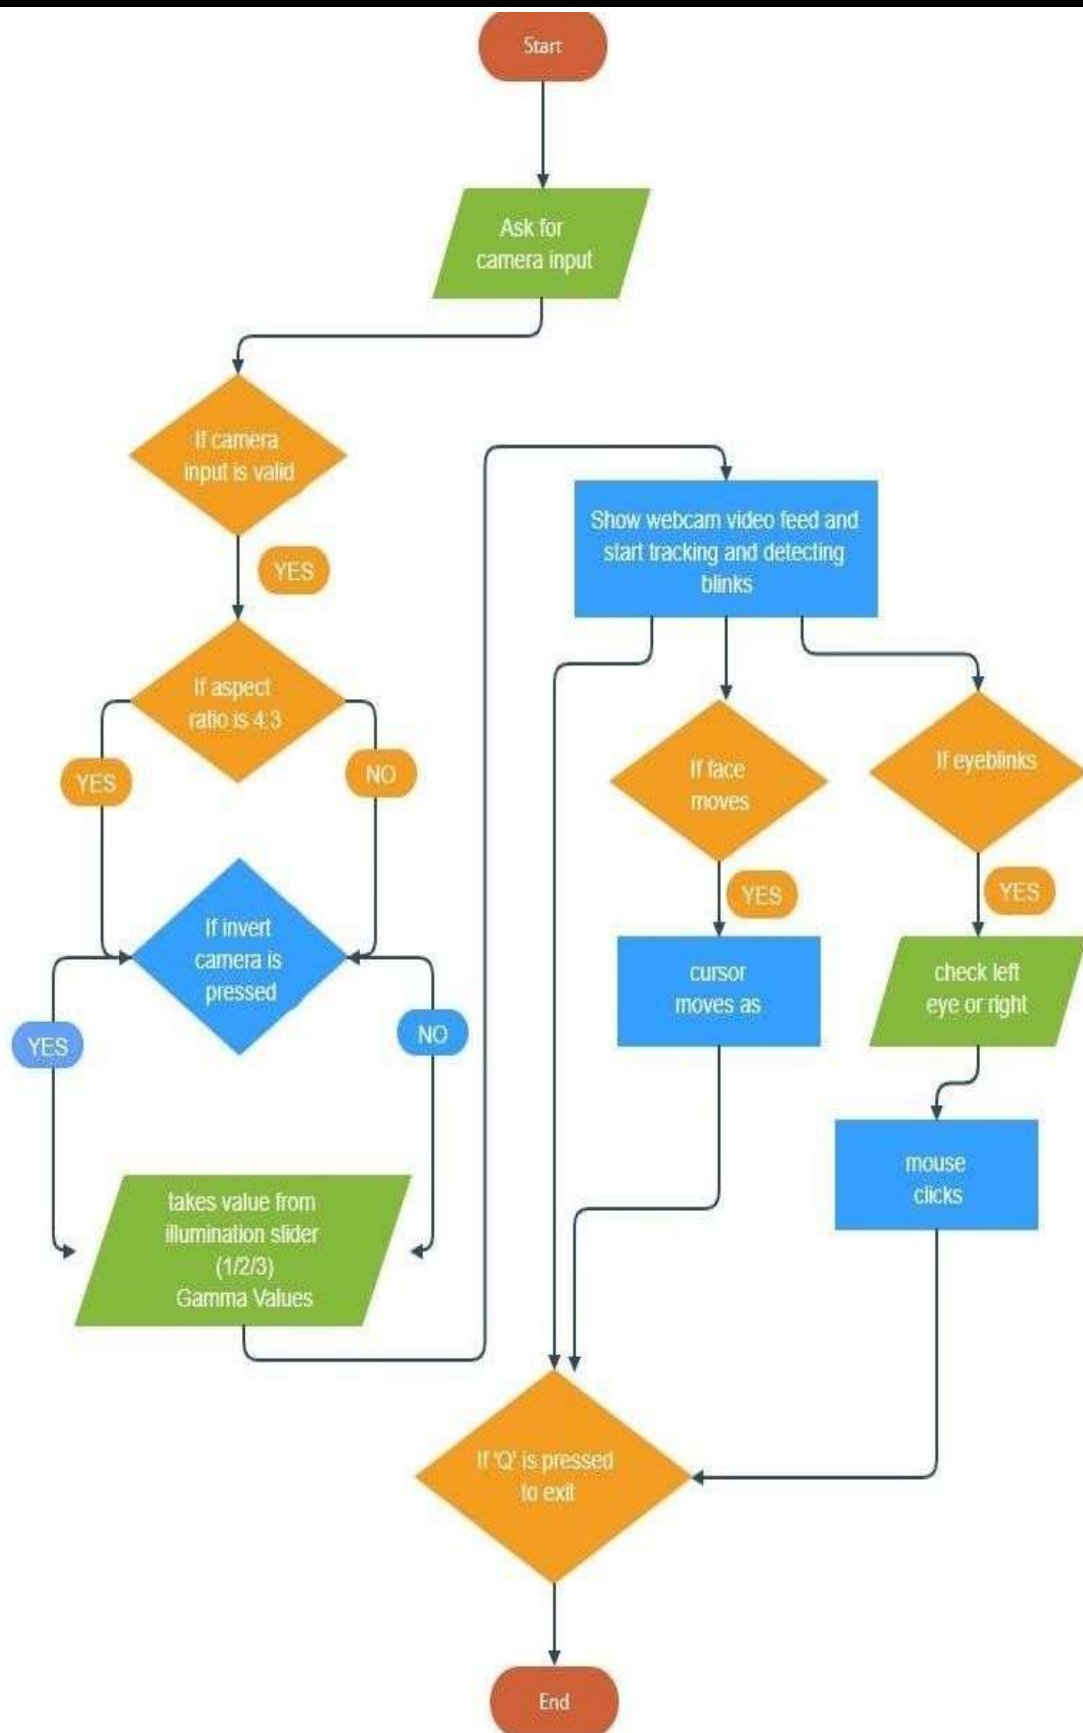 Start
Ask for
camera input
If camera
input is valid
YES
If aspect
ratio is 4:3
YES
NO
If invert
camera is
pressed
YES
NO
takes value from
illumination slider
(1/2/3)
Gamma Values
Show webcam video feed and
start tracking and detecting
blinks
If face
moves
YES
cursor
moves as
If eyeblinks
YES
check left
eye or right
mouse
clicks
If 'Q' is pressed
to exit
End